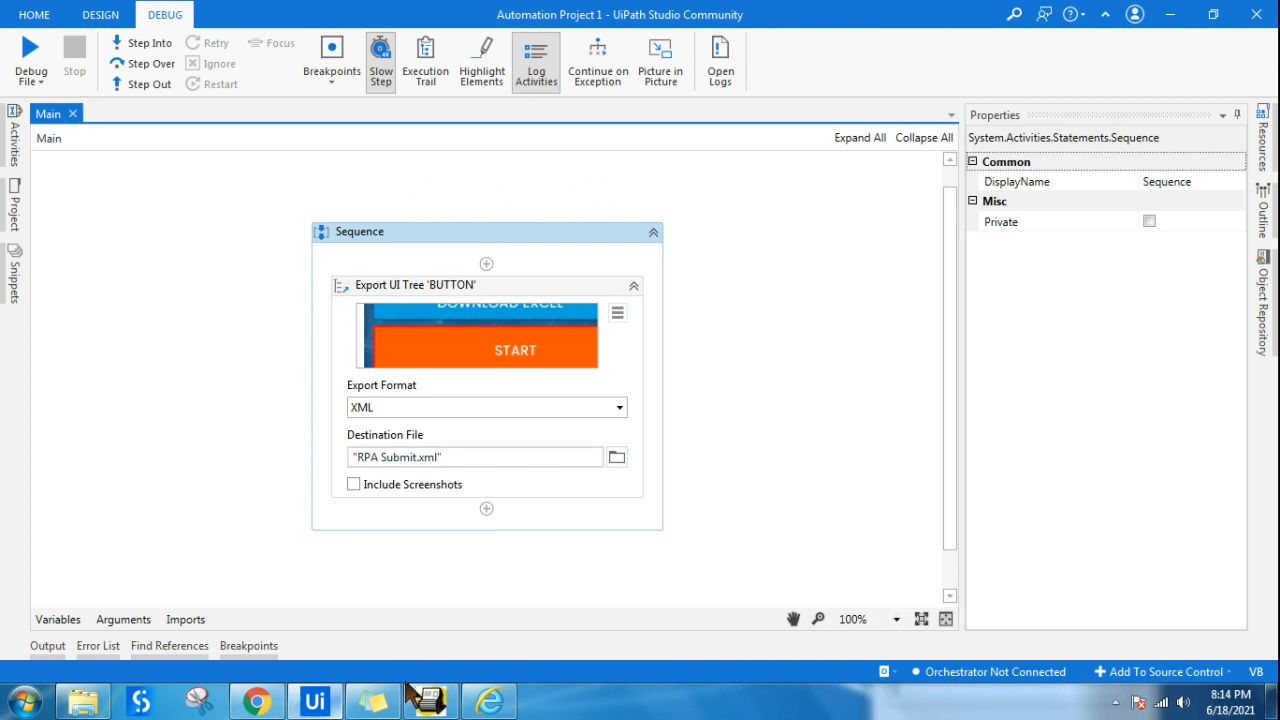 HOME DESIGN DEBUG Automation Project 1 - UiPath Studio Community
Debug File
Stop
Step Into
Step Over
Step Out
Retry
Ignore
Restart
Focus
Breakpoints
Slow Step
Execution Trail
Highlight Elements
Log Activities
Continue on Exception
Picture in Picture
Open Logs
Main
Main Expand All Collapse All
Activities
Project
Snippets
Sequence
Export UI Tree 'BUTTON'
DOWNLOAD EXCEL
START
Export Format
XML
Destination File
"RPA Submit.xml"
Include Screenshots
Properties
System.Activities.Statements.Sequence
Common
DisplayName Sequence
Misc
Private
Resources
Outline
Object Repository
Variables Arguments Imports 100%
Output Error List Find References Breakpoints
Orchestrator Not Connected Add To Source Control VB
Ui
8:14 PM
6/18/2021